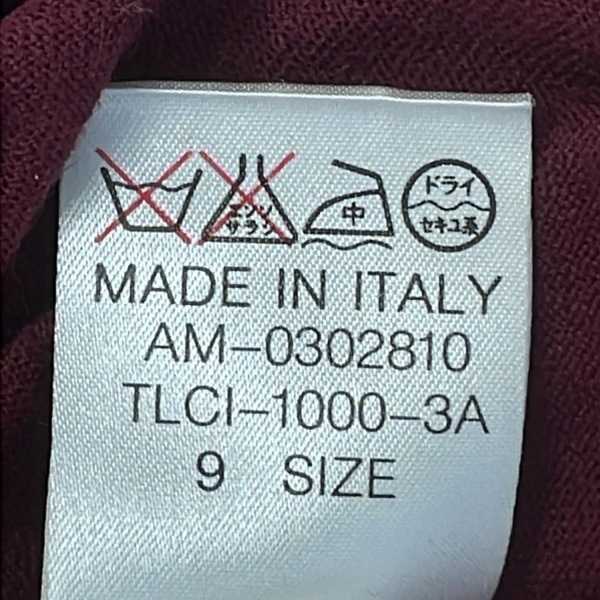 エンソ
サラシ
中
ドライ
セキユ系
MADE IN ITALY
AM-0302810
TLCI-1000-3A
9 SIZE